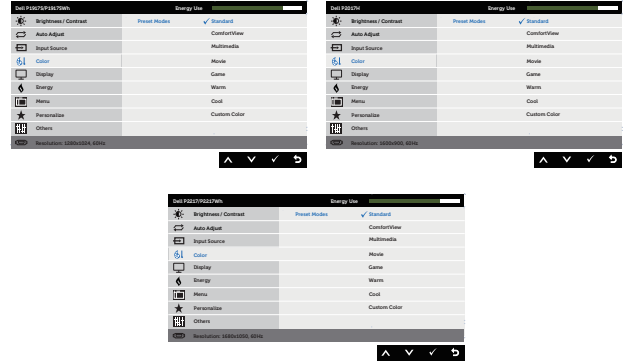 Dell P1917S/P1917SWh Energy Use
Brightness / Contrast Preset Modes ✓ Standard
Auto Adjust ComfortView
Input Source Multimedia
Color Movie
Display Game
Energy Warm
Menu Cool
Personalize Custom Color
Others
Resolution: 1280x1024, 60Hz
Dell P2017H Energy Use
Brightness / Contrast Preset Modes ✓ Standard
Auto Adjust ComfortView
Input Source Multimedia
Color Movie
Display Game
Energy Warm
Menu Cool
Personalize Custom Color
Others
Resolution: 1600x900, 60Hz
Dell P2217/P2217Wh Energy Use
Brightness / Contrast Preset Modes ✓ Standard
Auto Adjust ComfortView
Input Source Multimedia
Color Movie
Display Game
Energy Warm
Menu Cool
Personalize Custom Color
Others
Resolution: 1680x1050, 60Hz